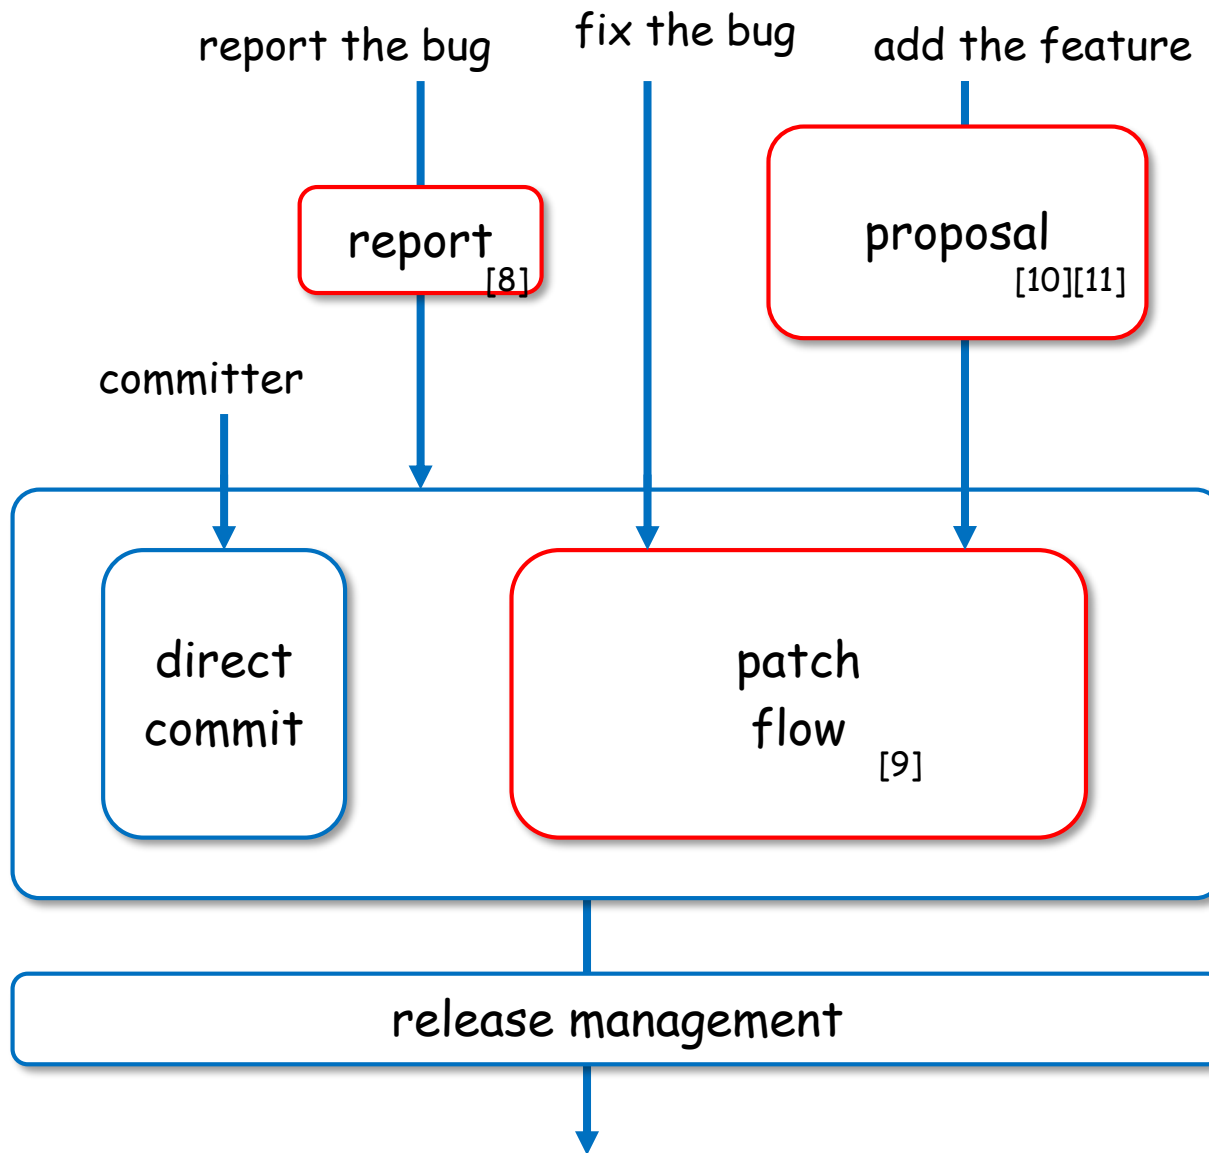 report the bug
fix the bug
add the feature
report
[8]
proposal
[10][11]
committer
direct
commit
patch
flow
[9]
release management